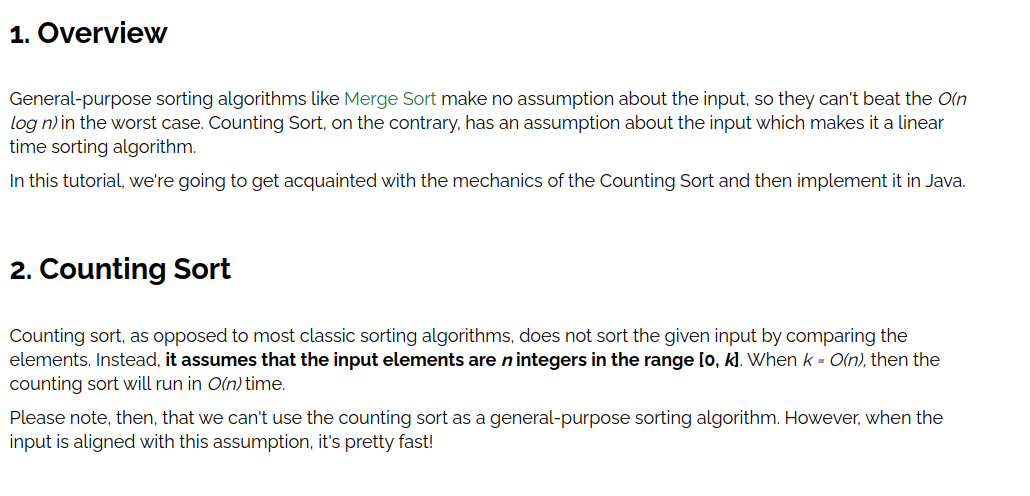 1. Overview
General-purpose sorting algorithms like Merge Sort make no assumption about the input, so they can't beat the O(n
log n) in the worst case. Counting Sort, on the contrary, has an assumption about the input which makes it a linear
time sorting algorithm.
In this tutorial, we're going to get acquainted with the mechanics of the Counting Sort and then implement it in Java.
2. Counting Sort
Counting sort, as opposed to most classic sorting algorithms, does not sort the given input by comparing the
elements. Instead, it assumes that the input elements are n integers in the range [0, k]. When k = O(n), then the
counting sort will run in O(n) time.
Please note, then, that we can't use the counting sort as a general-purpose sorting algorithm. However, when the
input is aligned with this assumption, it's pretty fast!